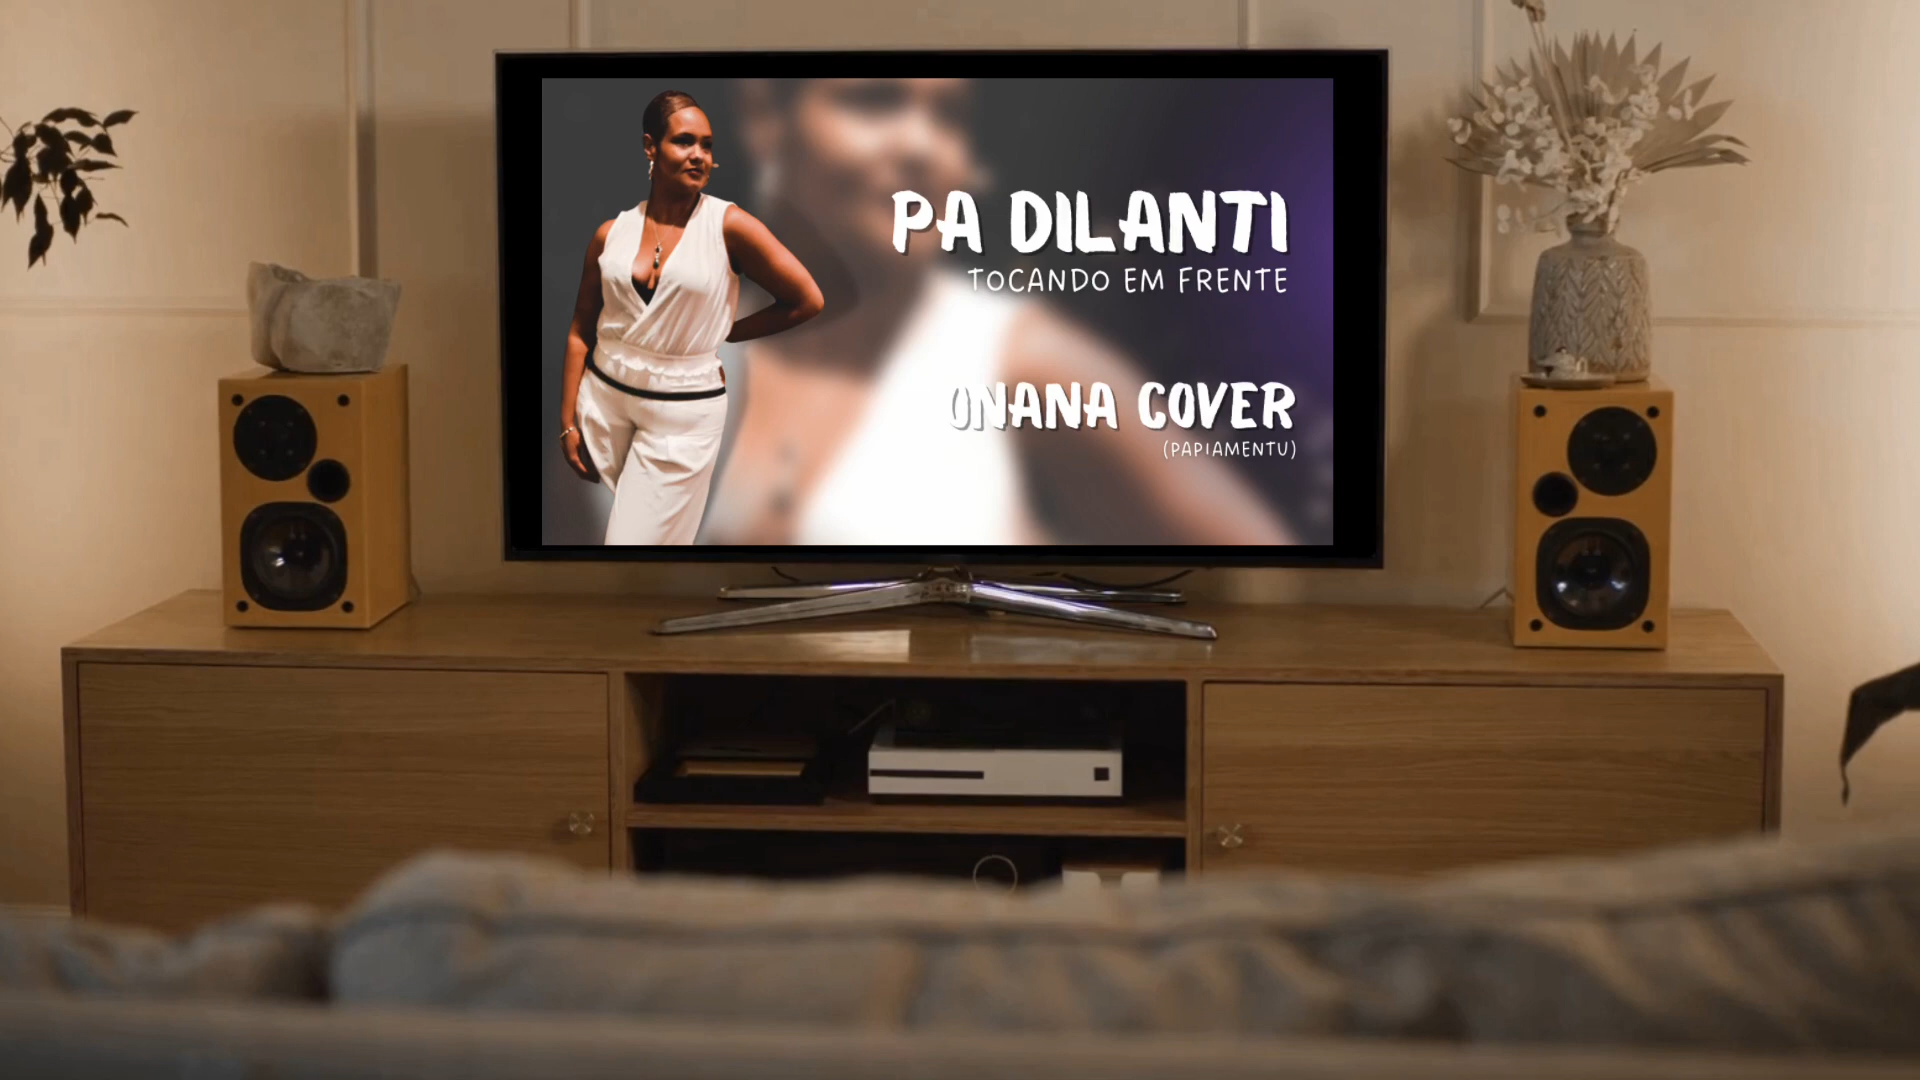 PA DILANTI
TOCANDO EM FRENTE
ONANA COVER
(PAPIAMENTU)